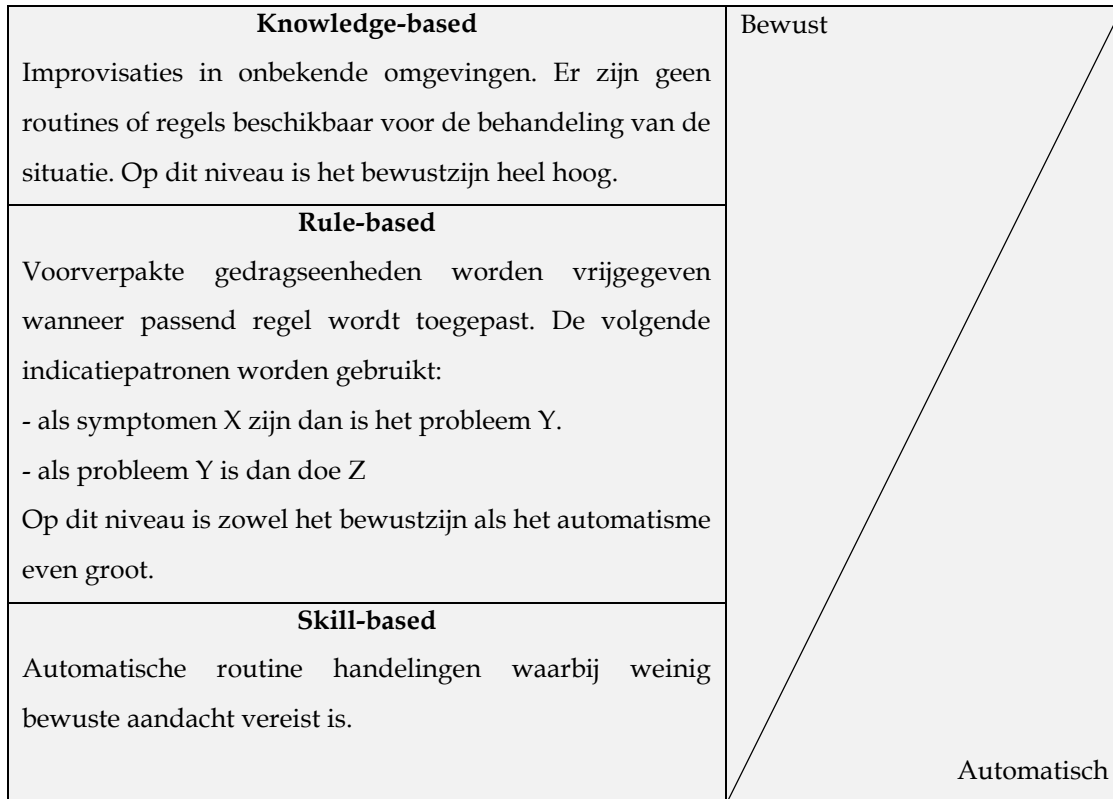 Knowledge-based
Improvisaties in onbekende omgevingen. Er zijn geen
routines of regels beschikbaar voor de behandeling van de
situatie. Op dit niveau is het bewustzijn heel hoog.
Rule-based
Voorverpakte gedragseenheden worden vrijgegeven
wanneer passend regel wordt toegepast. De volgende
indicatiepatronen worden gebruikt:
- als symptomen X zijn dan is het probleem Y.
- als probleem Y is dan doe Z
Op dit niveau is zowel het bewustzijn als het automatisme
even groot.
Skill-based
Automatische routine handelingen waarbij weinig
bewuste aandacht vereist is.
Bewust
Automatisch